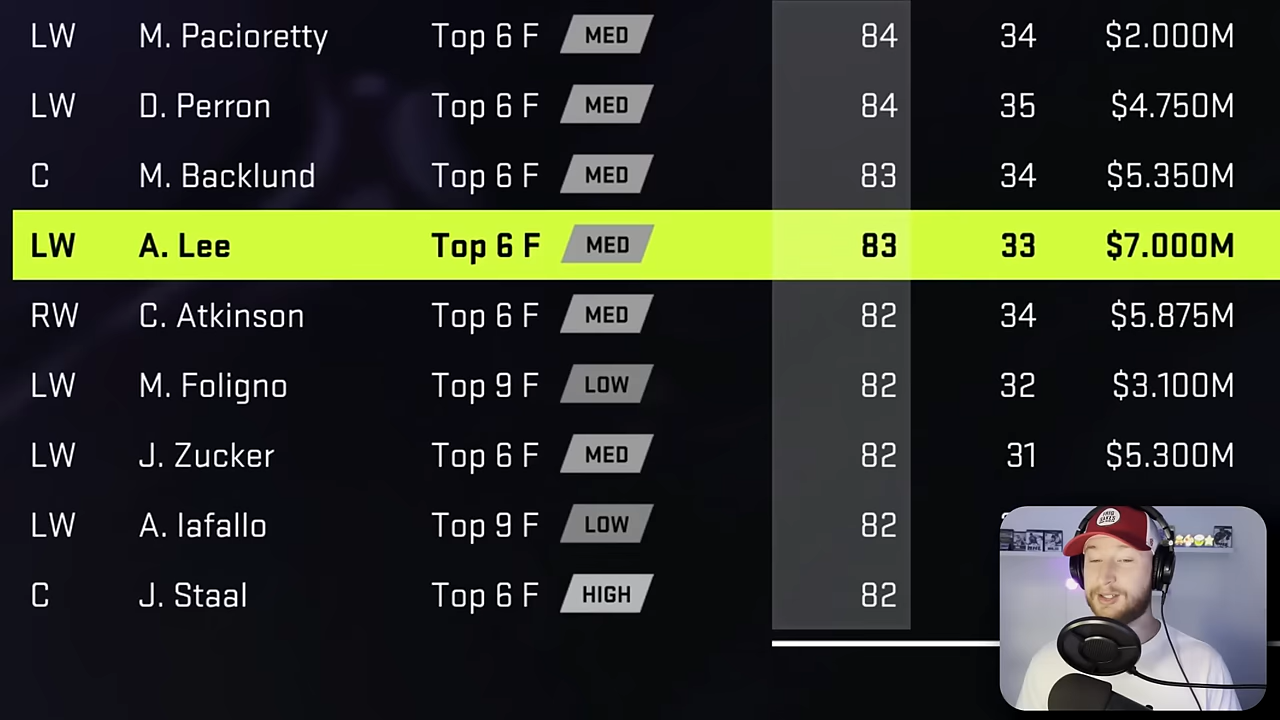 LW M. Pacioretty Top 6 F MED 84 34 $2.000M
LW D. Perron Top 6 F MED 84 35 $4.750M
C M. Backlund Top 6 F MED 83 34 $5.350M
LW A. Lee Top 6 F MED 83 33 $7.000M
RW C. Atkinson Top 6 F MED 82 34 $5.875M
LW M. Foligno Top 9 F LOW 82 32 $3.100M
LW J. Zucker Top 6 F MED 82 31 $5.300M
LW A. Iafallo Top 9 F LOW 82
C J. Staal Top 6 F HIGH 82